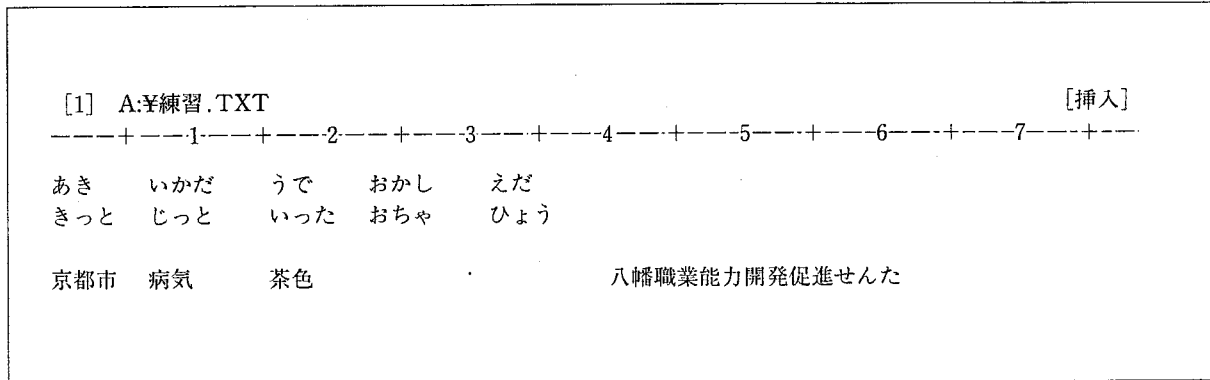 [1] A:¥練習.TXT [挿入]
----+----1----+----2----+----3----+----4----+----5----+----6----+----7----+---
あき いかだ うで おかし えだ
きっと じっと いった おちゃ ひょう
京都市 病気 茶色 八幡職業能力開発促進せんた